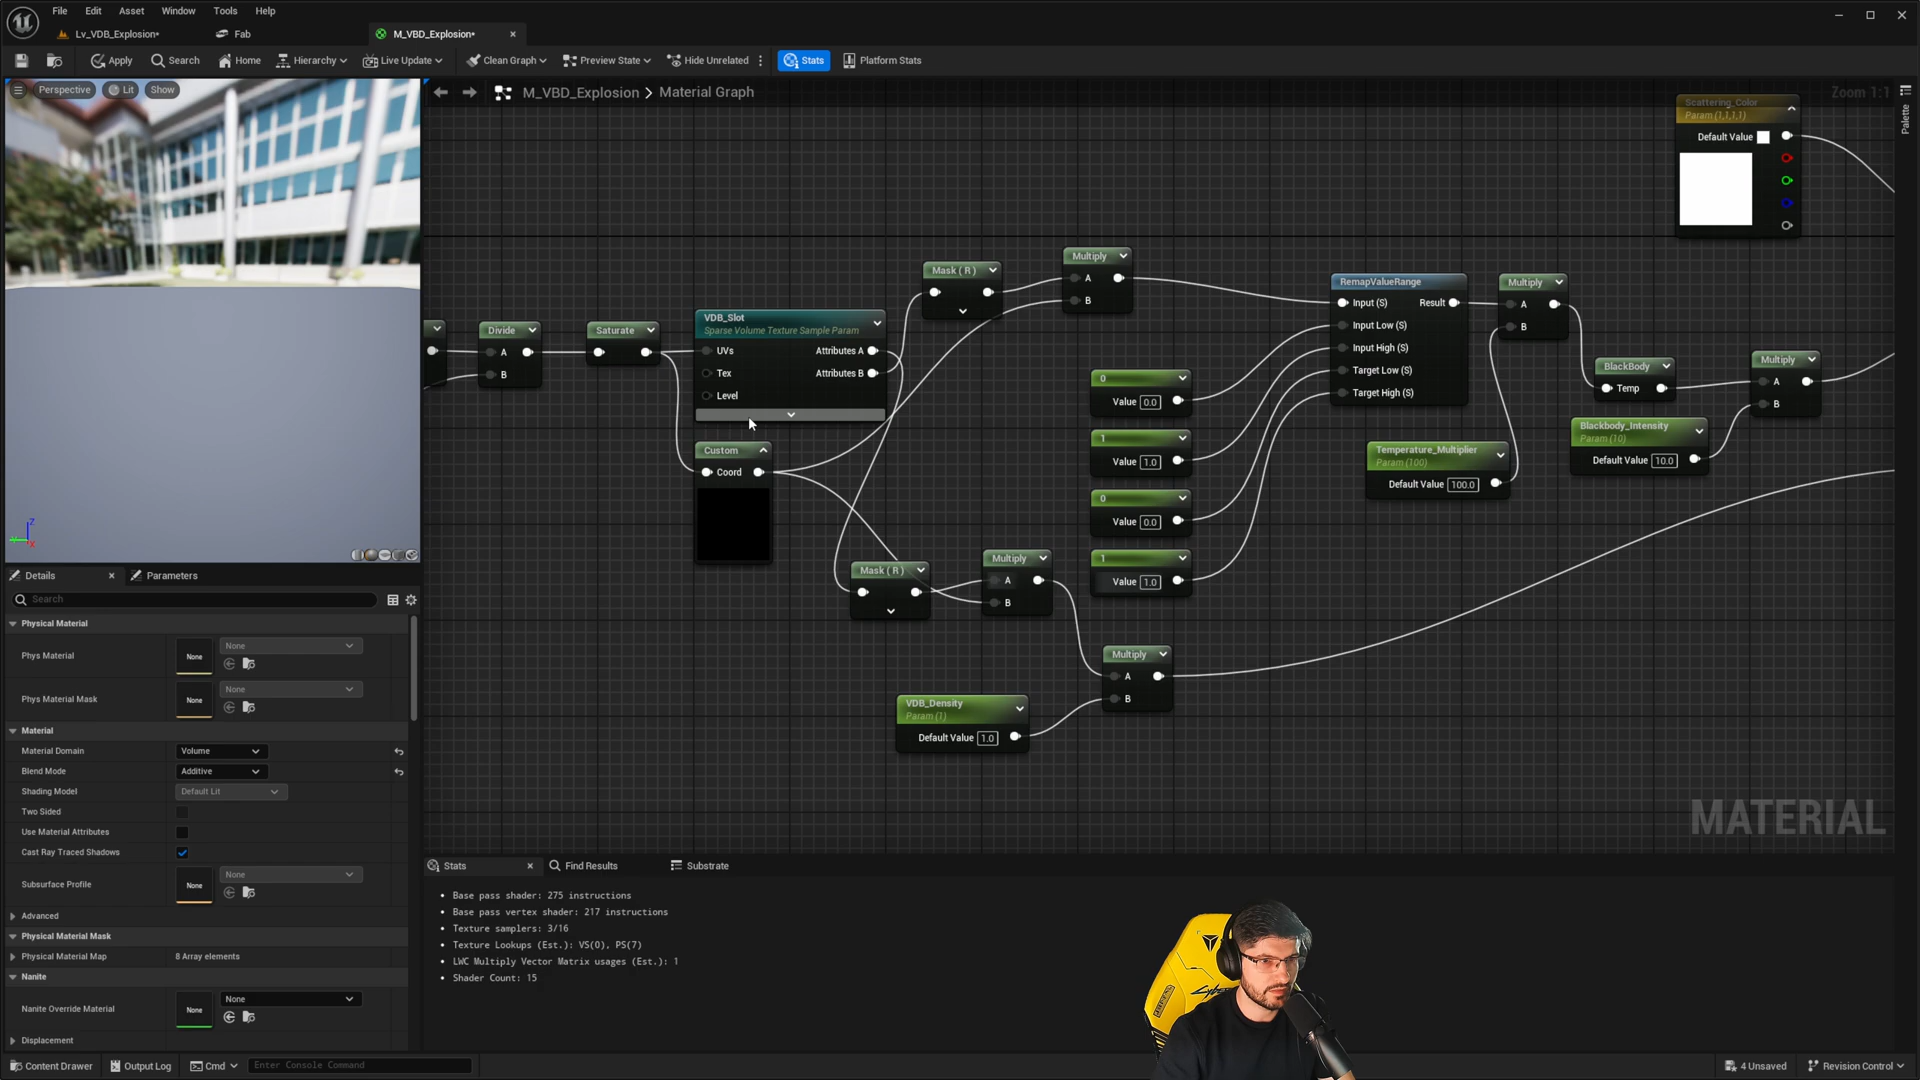 File Edit Asset Window Tools Help
Lv_VDB_Explosion* Fab M_VBD_Explosion*
Apply Search Home Hierarchy Live Update Clean Graph Preview State Hide Unrelated Stats Platform Stats
Perspective Lit Show
M_VBD_Explosion > Material Graph
Zoom 1:1
Palette
Scattering_Color
Param (1,1,1,1)
Default Value
Multiply
A
B
Mask ( R )
RemapValueRange
Input (S) Result
Input Low (S)
Input High (S)
Target Low (S)
Target High (S)
Multiply
A
B
Divide
A
B
Saturate
VDB_Slot
Sparse Volume Texture Sample Param
UVs Attributes A
Tex Attributes B
Level
BlackBody
Temp
Multiply
A
B
0
Value 0.0
1
Value 1.0
0
Value 0.0
1
Value 1.0
Blackbody_Intensity
Param (10)
Default Value 10.0
Temperature_Multiplier
Param (100)
Default Value 100.0
Custom
Coord
Mask ( R )
Multiply
A
B
Multiply
A
B
VDB_Density
Param (1)
Default Value 1.0
MATERIAL
Z
X
Details Parameters
Search
Physical Material
Phys Material None None
Phys Material Mask None None
Material
Material Domain Volume
Blend Mode Additive
Shading Model Default Lit
Two Sided
Use Material Attributes
Cast Ray Traced Shadows
Subsurface Profile None None
Advanced
Physical Material Mask
Physical Material Map 8 Array elements
Nanite
Nanite Override Material None None
Displacement
Stats Find Results Substrate
Base pass shader: 275 instructions
Base pass vertex shader: 217 instructions
Texture samplers: 3/16
Texture Lookups (Est.): VS(0), PS(7)
LWC Multiply Vector Matrix usages (Est.): 1
Shader Count: 15
Content Drawer Output Log Cmd Enter Console Command 4 Unsaved Revision Control